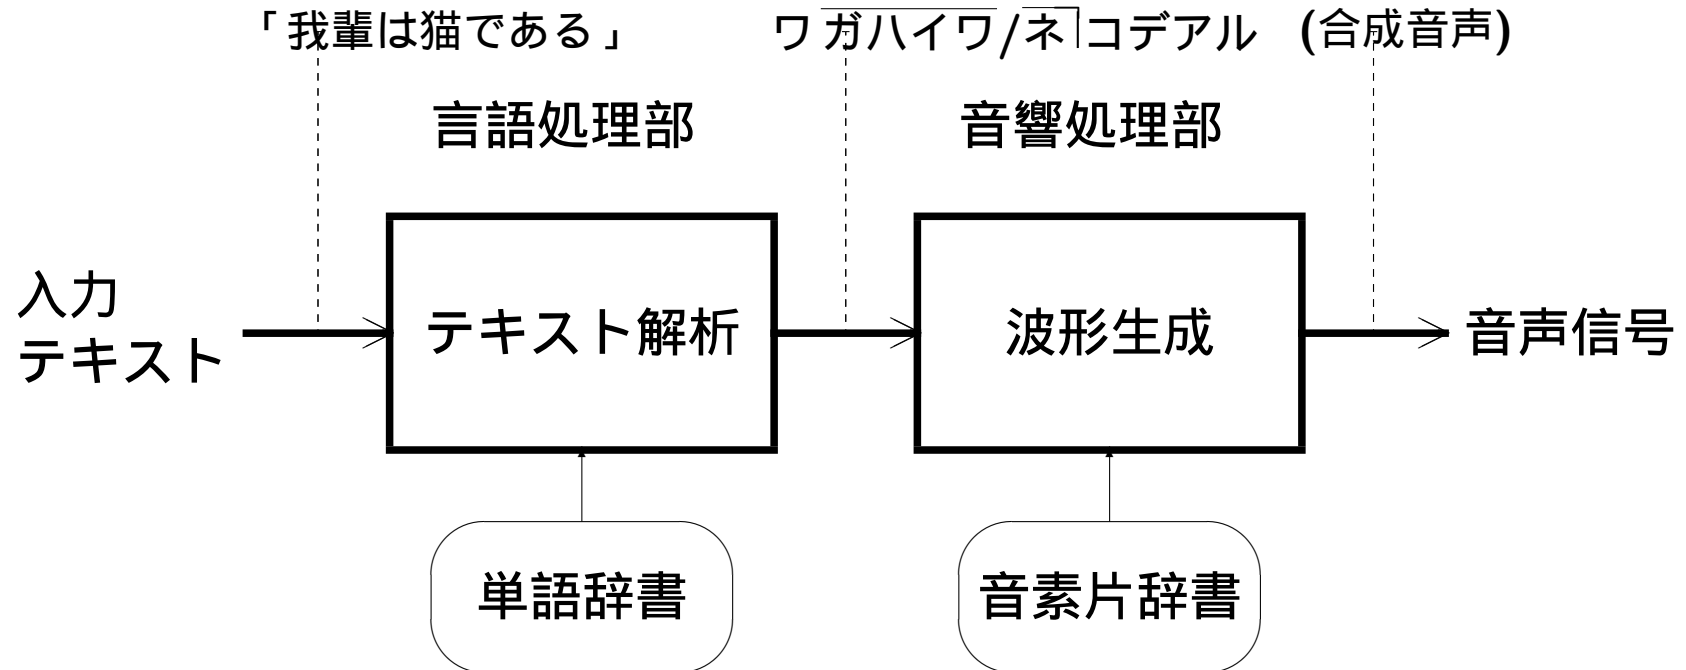 「我輩は猫である」 ワガハイワ/ネコデアル (合成音声)
言語処理部 音響処理部
入力
テキスト
テキスト解析 波形生成 音声信号
単語辞書 音素片辞書